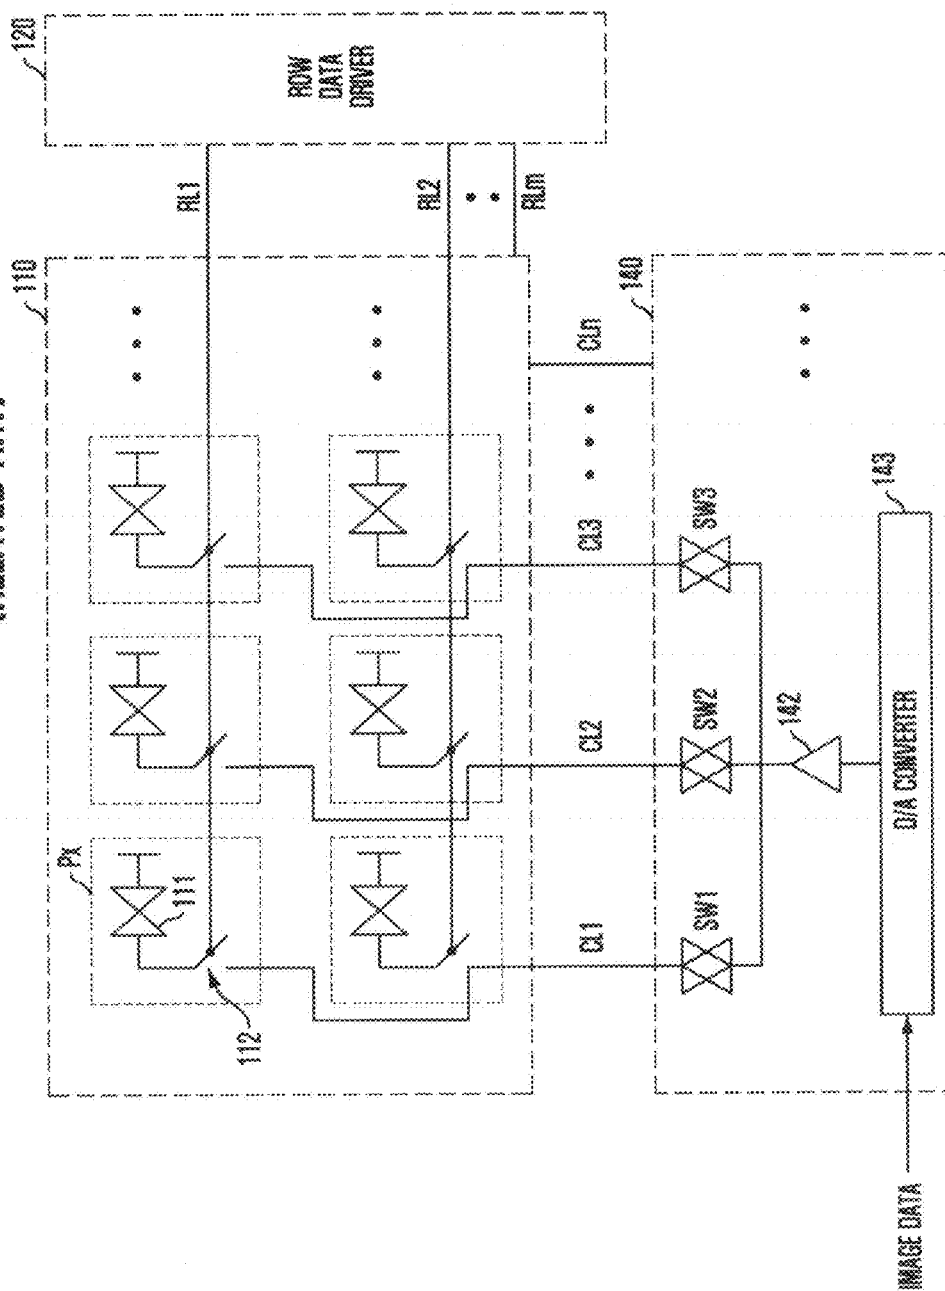 120
ROW
DATA
DRIVER
RL1
RL2
RLm
110
Px
111
112
CL1
CL2
CL3
CLn
140
SW1
SW2
SW3
142
143
D/A CONVERTER
IMAGE DATA